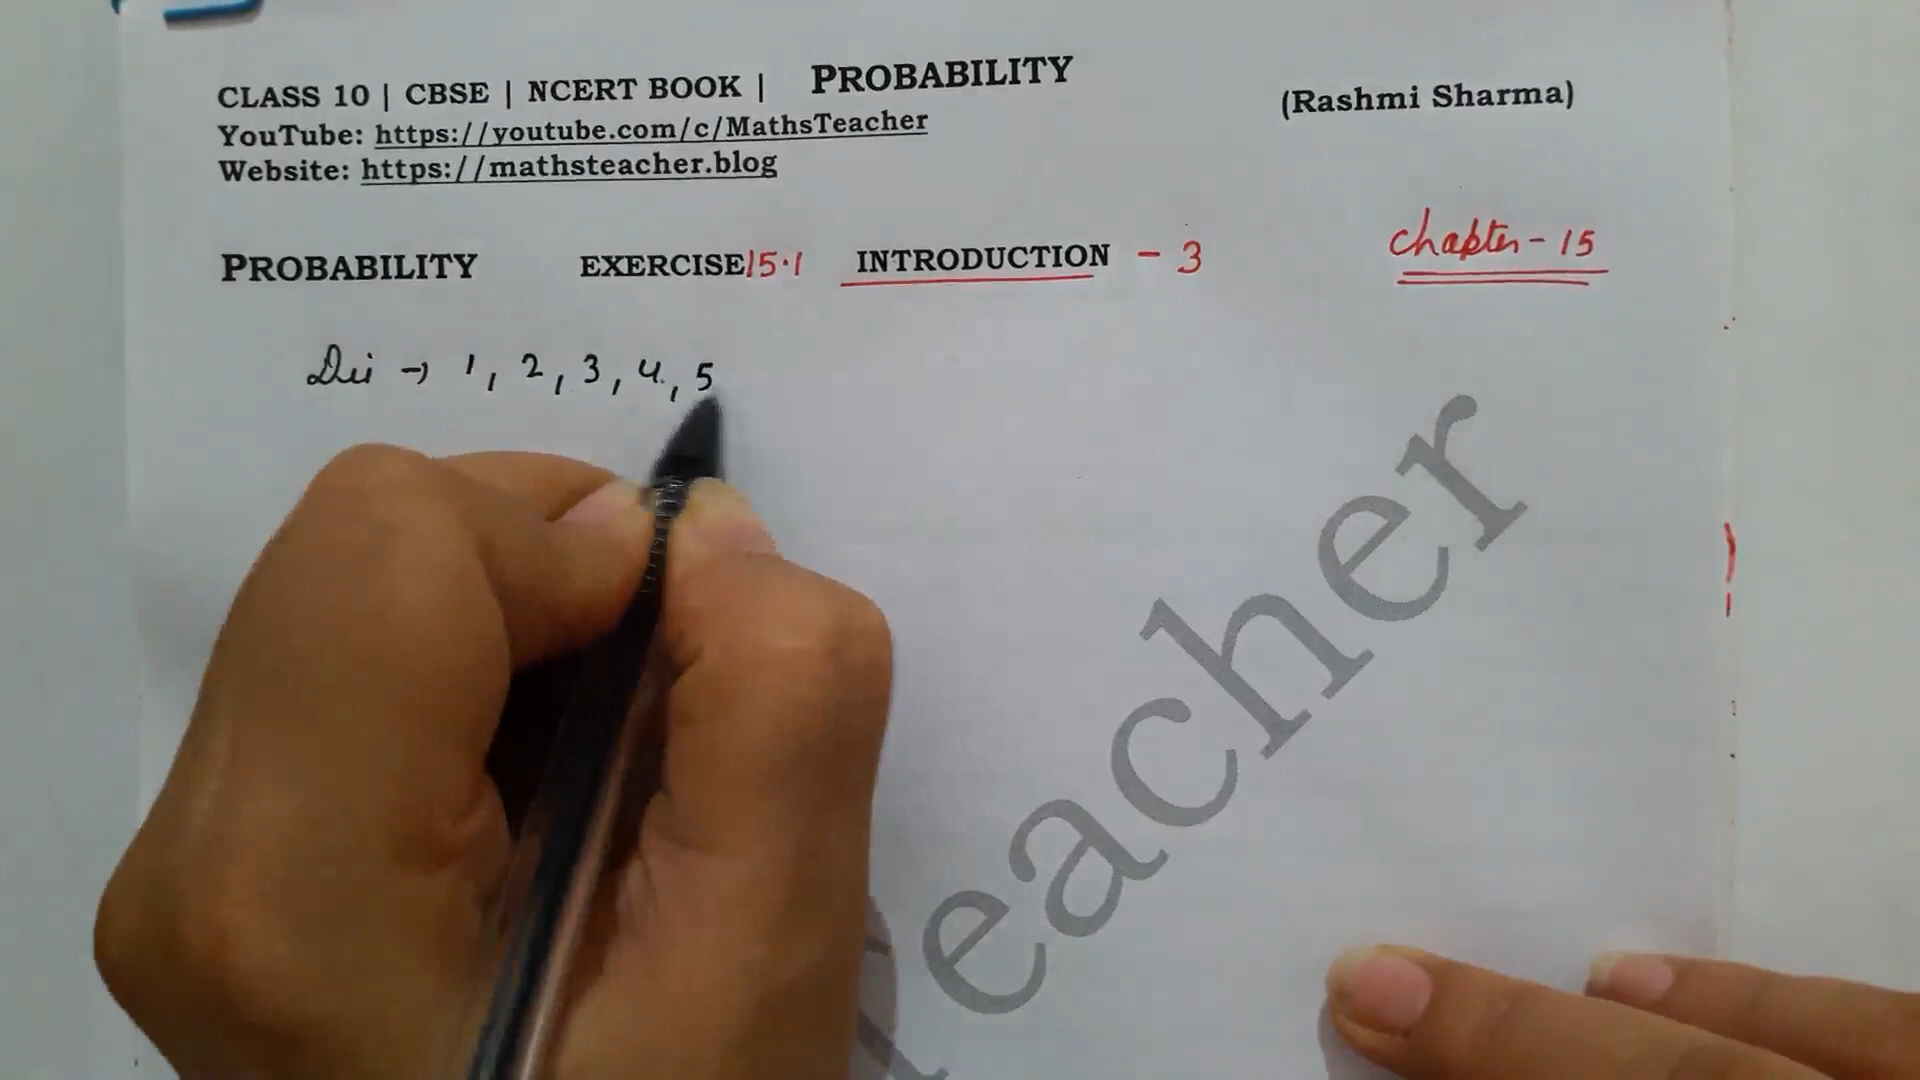 CLASS 10 | CBSE | NCERT BOOK | PROBABILITY (Rashmi Sharma)
YouTube: https://youtube.com/c/MathsTeacher
Website: https://mathsteacher.blog
PROBABILITY EXERCISE 15.1 INTRODUCTION - 3 Chapter - 15
Die → 1, 2, 3, 4, 5
eacher